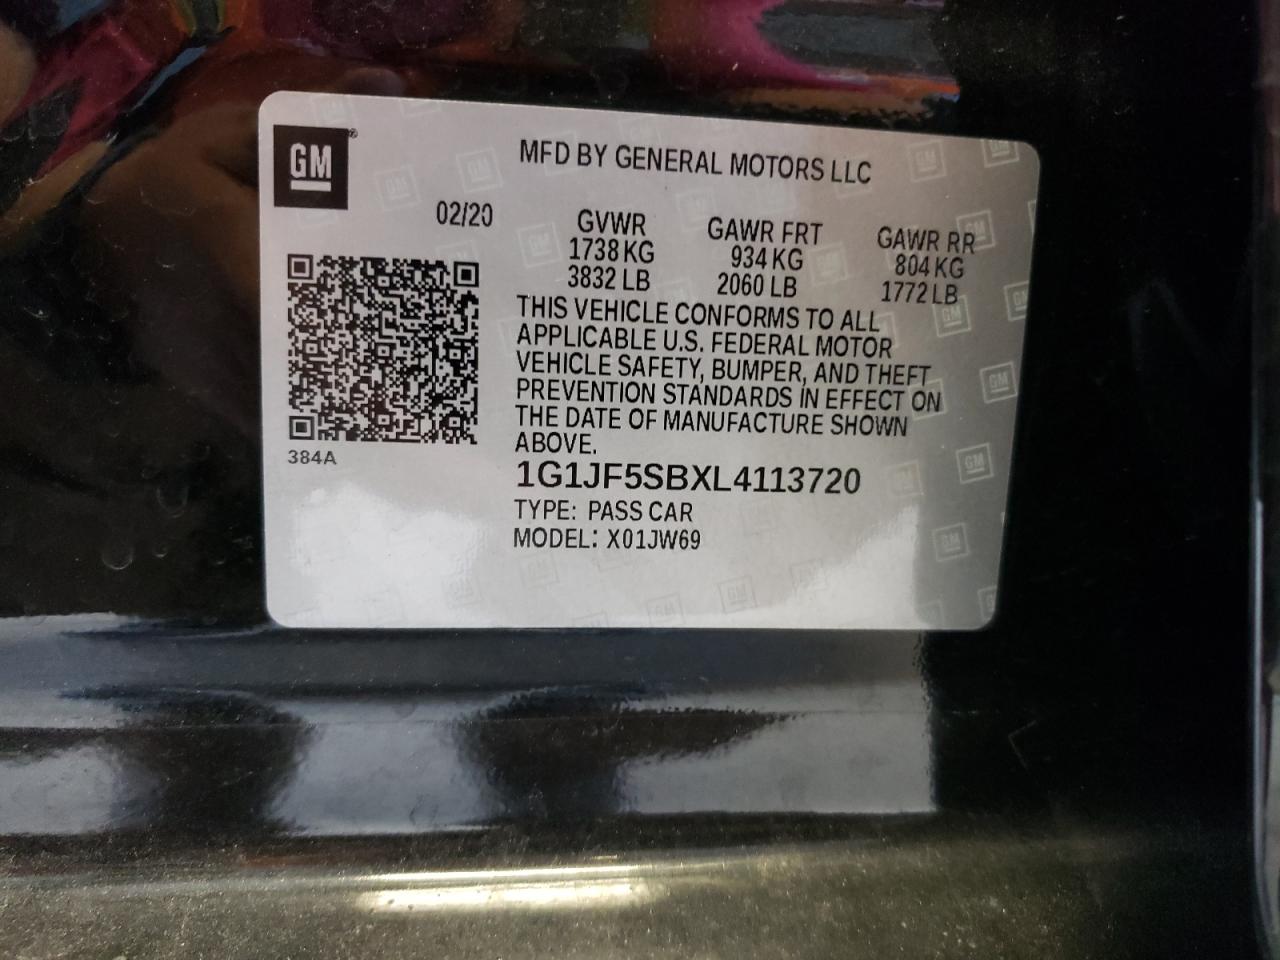 GM
MFD BY GENERAL MOTORS LLC
02/20
GVWR GAWR FRT GAWR RR
1738 KG 934 KG 804 KG
3832 LB 2060 LB 1772 LB
THIS VEHICLE CONFORMS TO ALL
APPLICABLE U.S. FEDERAL MOTOR
VEHICLE SAFETY, BUMPER, AND THEFT
PREVENTION STANDARDS IN EFFECT ON
THE DATE OF MANUFACTURE SHOWN
ABOVE.
384A
1G1JF5SBXL4113720
TYPE: PASS CAR
MODEL: X01JW69